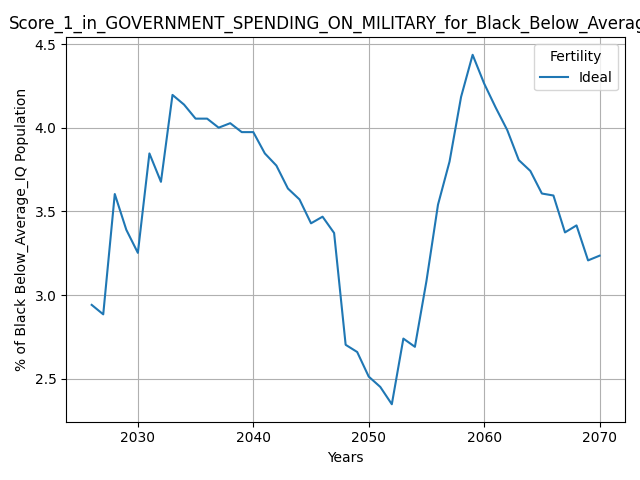 Score_1_in_GOVERNMENT_SPENDING_ON_MILITARY_for_Black_Below_Averag
Fertility
Ideal
% of Black Below_Average_IQ Population
4.5
4.0
3.5
3.0
2.5
2030
2040
2050
2060
2070
Years